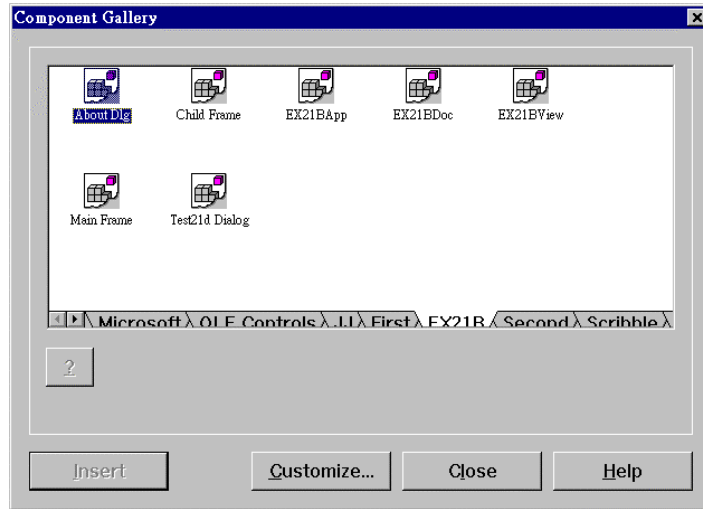 Component Gallery
About Dlg Child Frame EX21BApp EX21BDoc EX21BView
Main Frame Test21d Dialog
Microsoft OLE Controls JJ First EX21B Second Scribble
?
Insert Customize... Close Help